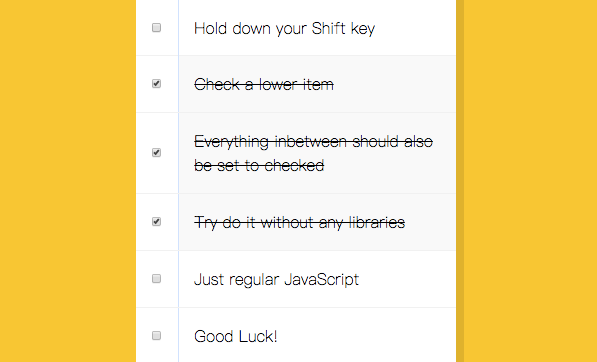 Hold down your Shift key
Check a lower item
Everything inbetween should also
be set to checked
Try do it without any libraries
Just regular JavaScript
Good Luck!